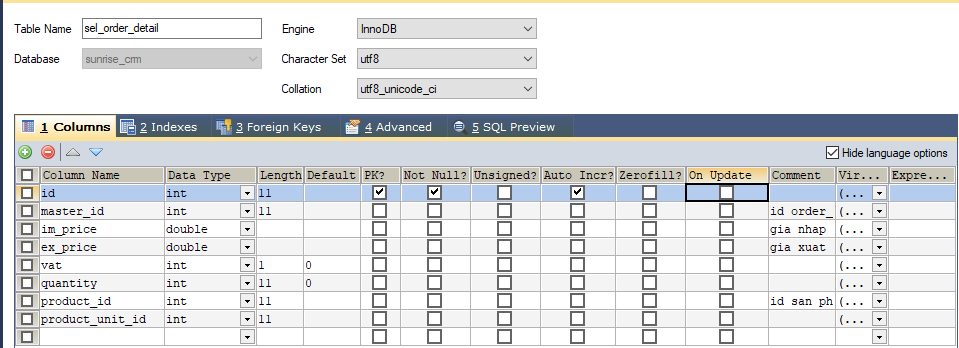 Table Name sel_order_detail Engine InnoDB
Database sunrise_crm Character Set utf8
Collation utf8_unicode_ci
1 Columns 2 Indexes 3 Foreign Keys 4 Advanced 5 SQL Preview
Hide language options
Column Name Data Type Length Default PK? Not Null? Unsigned? Auto Incr? Zerofill? On Update Comment Vir... Expre...
id int 11 (...
master_id int 11 id order_ (...
im_price double gia nhap (...
ex_price double gia xuat (...
vat int 1 0 (...
quantity int 11 0 (...
product_id int 11 id san ph (...
product_unit_id int 11 (...